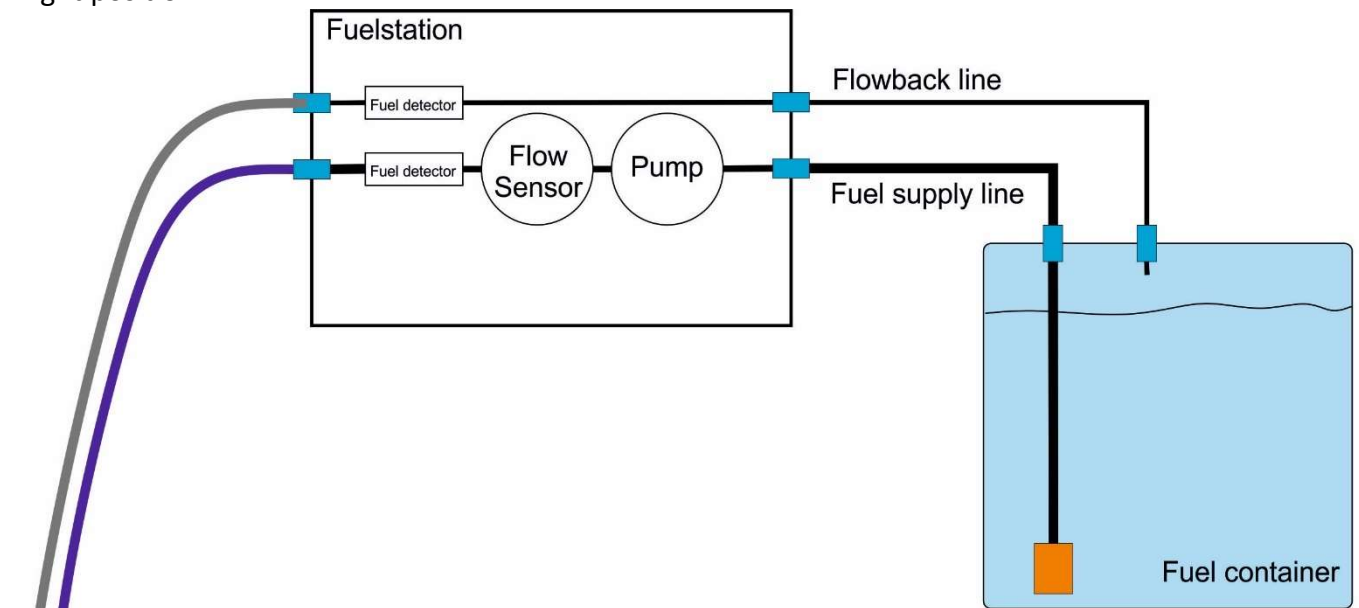 Fuelstation
Flowback line
Fuel detector
Flow
Sensor
Pump
Fuel detector
Fuel supply line
Fuel container